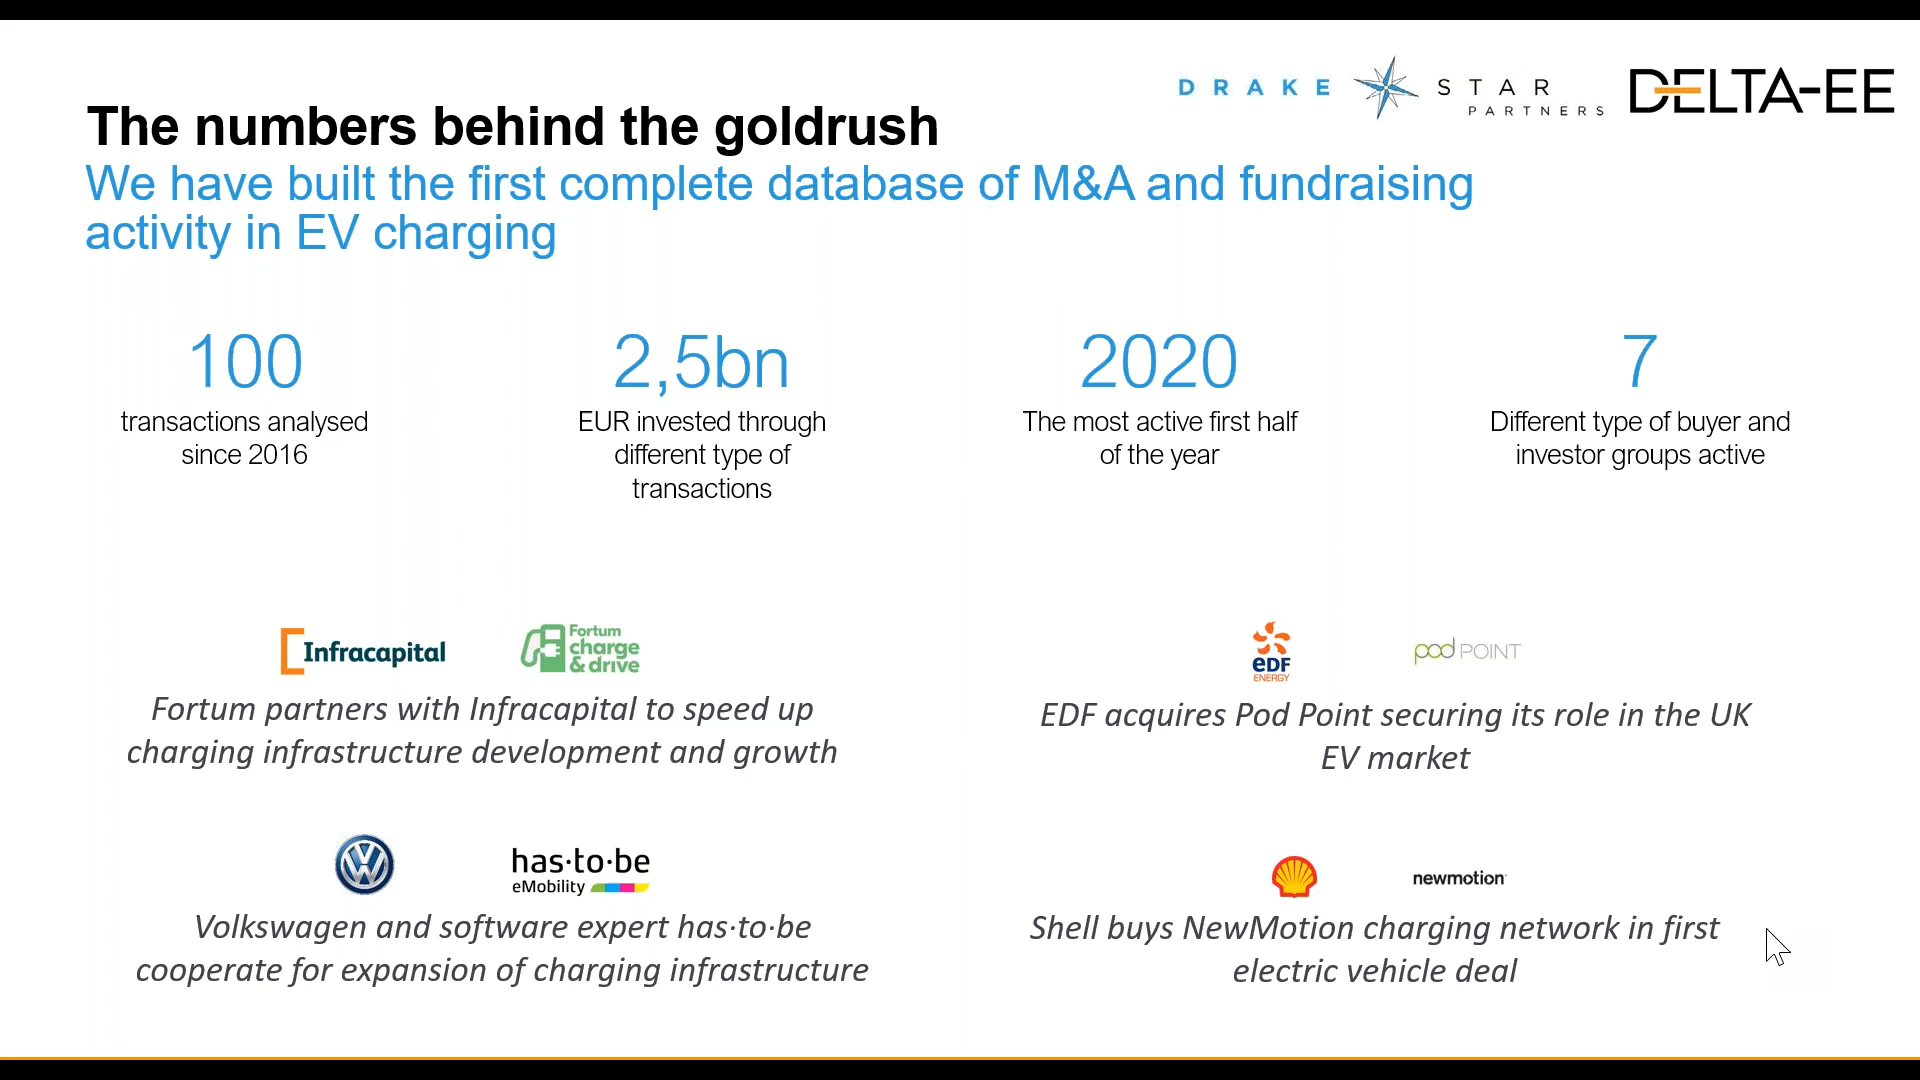 DRAKE STAR
PARTNERS
DELTA-EE
The numbers behind the goldrush
We have built the first complete database of M&A and fundraising
activity in EV charging
100
transactions analysed
since 2016
2,5bn
EUR invested through
different type of
transactions
2020
The most active first half
of the year
7
Different type of buyer and
investor groups active
Infracapital
Fortum
charge
& drive
Fortum partners with Infracapital to speed up
charging infrastructure development and growth
eDF
ENERGY
pod POINT
EDF acquires Pod Point securing its role in the UK
EV market
VW
has·to·be
eMobility
Volkswagen and software expert has·to·be
cooperate for expansion of charging infrastructure
newmotion
Shell buys NewMotion charging network in first
electric vehicle deal